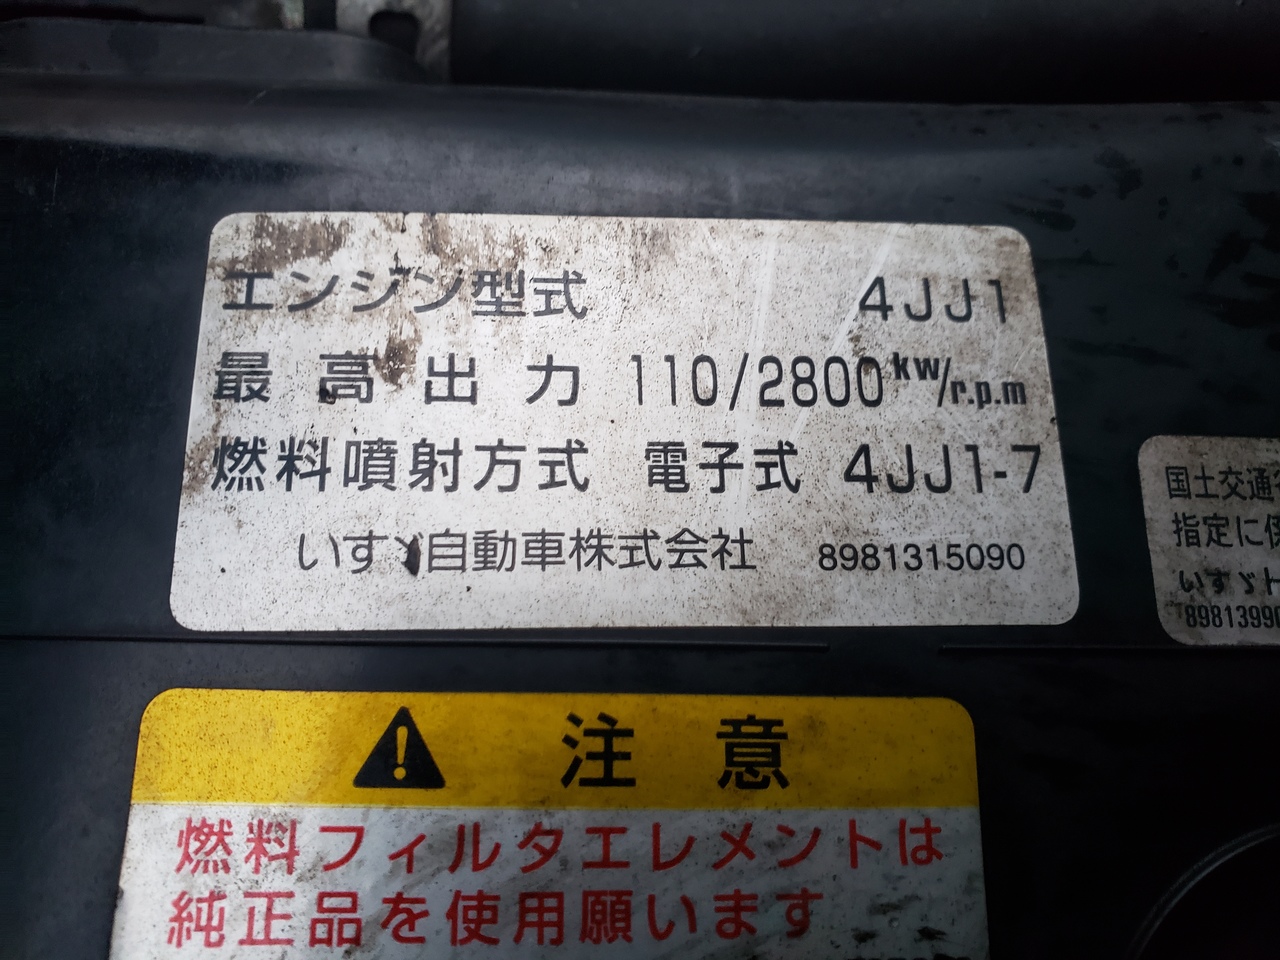 エンジン型式 4JJ1
最高出力 110/2800kw/r.p.m
燃料噴射方式 電子式 4JJ1-7
いすゞ自動車株式会社 8981315090
国土交通
指定に
いすゞト
8981399
注意
燃料フィルタエレメントは
純正品を使用願います